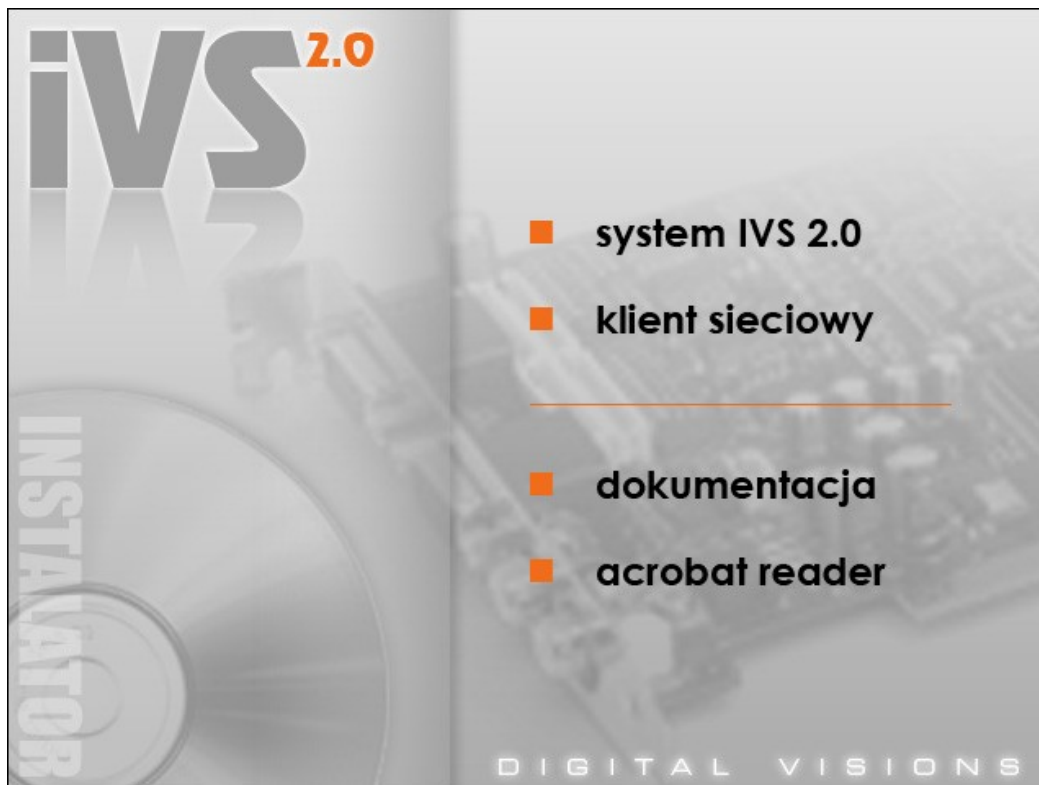 iVS 2.0
system IVS 2.0
klient sieciowy
dokumentacja
acrobat reader
INSTALATOR
DIGITAL VISIONS